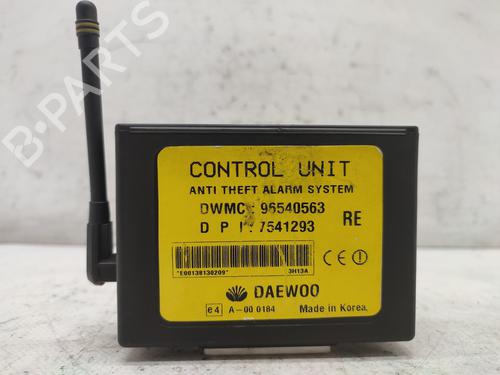 B-PARTS
CONTROL UNIT
ANTI THEFT ALARM SYSTEM
DWMC : 96540563
D P I : 7541293 RE
*E00138130209* 3H13A CE
DAEWOO
e4 A-00 0184 Made in Korea.